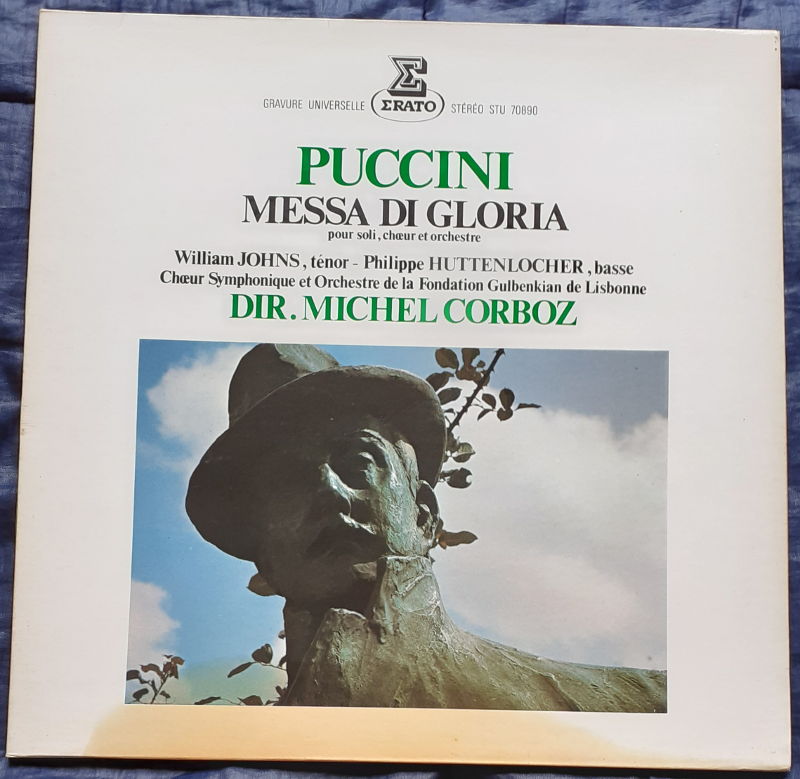 Σ
GRAVURE UNIVERSELLE ΣRATO STÉRÉO STU 70890
PUCCINI
MESSA DI GLORIA
pour soli, chœur et orchestre
William JOHNS, ténor - Philippe HUTTENLOCHER, basse
Chœur Symphonique et Orchestre de la Fondation Gulbenkian de Lisbonne
DIR. MICHEL CORBOZ